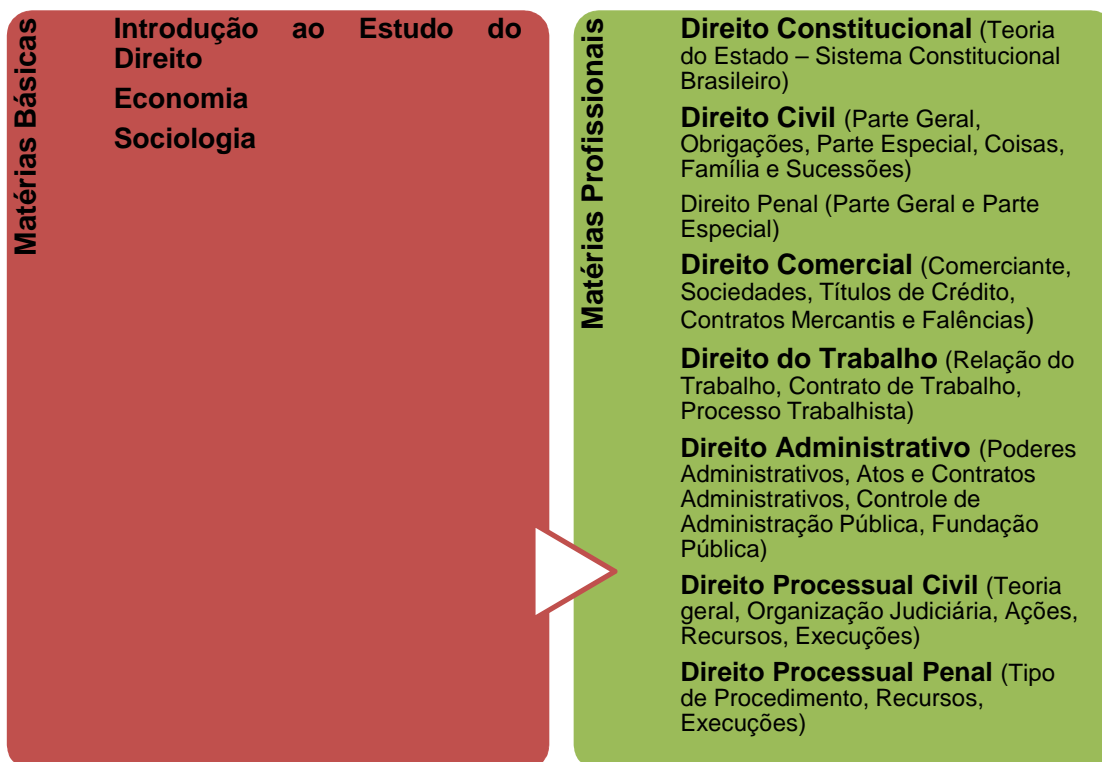 Matérias Básicas
Introdução ao Estudo do
Direito
Economia
Sociologia
Matérias Profissionais
Direito Constitucional (Teoria
do Estado – Sistema Constitucional
Brasileiro)
Direito Civil (Parte Geral,
Obrigações, Parte Especial, Coisas,
Família e Sucessões)
Direito Penal (Parte Geral e Parte
Especial)
Direito Comercial (Comerciante,
Sociedades, Títulos de Crédito,
Contratos Mercantis e Falências)
Direito do Trabalho (Relação do
Trabalho, Contrato de Trabalho,
Processo Trabalhista)
Direito Administrativo (Poderes
Administrativos, Atos e Contratos
Administrativos, Controle de
Administração Pública, Fundação
Pública)
Direito Processual Civil (Teoria
geral, Organização Judiciária, Ações,
Recursos, Execuções)
Direito Processual Penal (Tipo
de Procedimento, Recursos,
Execuções)